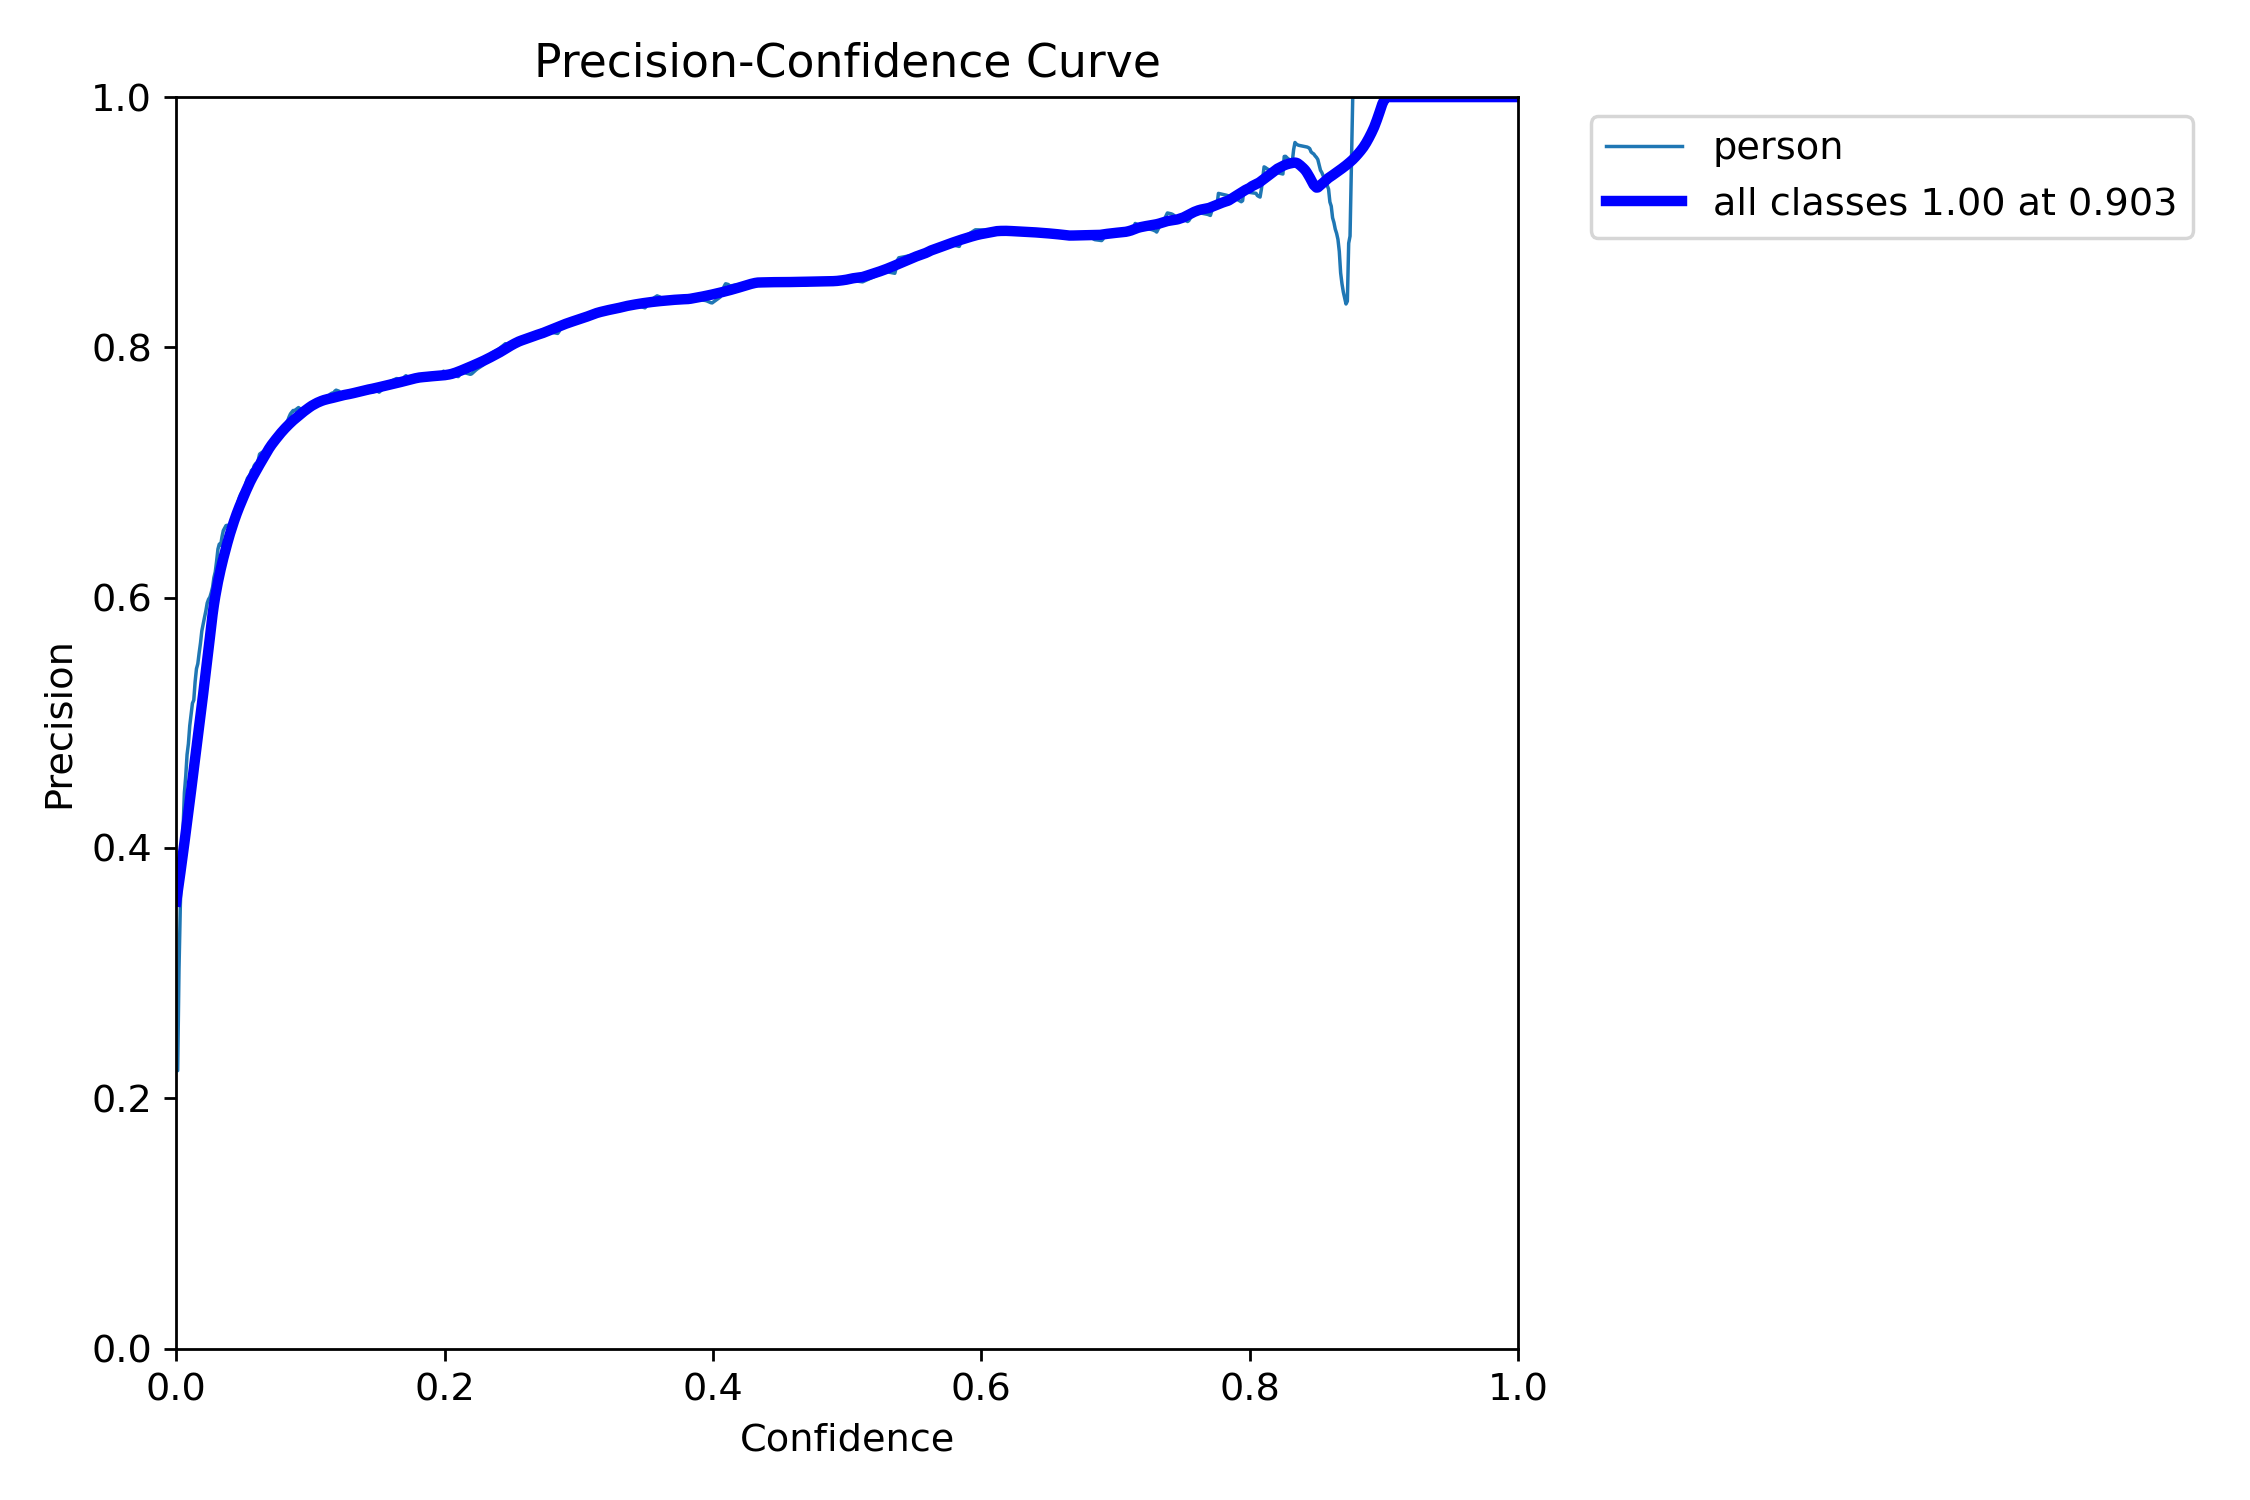 Precision-Confidence Curve
1.0
0.8
0.6
0.4
0.2
0.0
Precision
0.0 0.2 0.4 0.6 0.8 1.0
Confidence
person
all classes 1.00 at 0.903